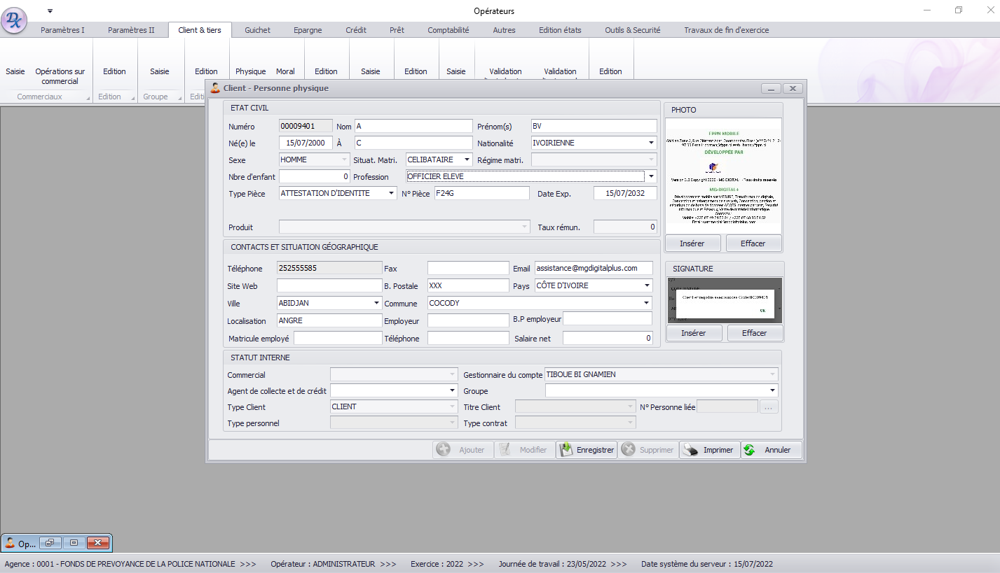 Opérateurs
Paramètres I Paramètres II Client & tiers Guichet Epargne Crédit Prêt Comptabilité Autres Edition états Outils & Securité Travaux de fin d'exercice
Saisie Opérations sur commercial Edition Saisie Edition Physique Moral Edition Saisie Edition Saisie Validation Validation Edition
Commerciaux Edition Groupe Editi
Client - Personne physique
ETAT CIVIL
Numéro 00009401 Nom A Prénom(s) BV
Né(e) le 15/07/2000 À C Nationalité IVOIRIENNE
Sexe HOMME Situat. Matri. CELIBATAIRE Régime matri.
Nbre d'enfant 0 Profession OFFICIER ELEVE
Type Pièce ATTESTATION D'IDENTITE N° Pièce F24G Date Exp. 15/07/2032
Produit Taux rémun. 0
PHOTO
FPPN MOBILE
DÉVELOPPÉE PAR
MG-DIGITAL+
Insérer Effacer
CONTACTS ET SITUATION GÉOGRAPHIQUE
Téléphone 252555585 Fax Email assistance@mgdigitalplus.com
Site Web B. Postale XXX Pays CÔTE D'IVOIRE
Ville ABIDJAN Commune COCODY
Localisation ANGRE Employeur B.P employeur
Matricule employé Téléphone Salaire net 0
SIGNATURE
Client enregistré avec succes Code:00009401
OK
Insérer Effacer
STATUT INTERNE
Commercial Gestionnaire du compte TIBOUE BI GNAMIEN
Agent de collecte et de crédit Groupe
Type Client CLIENT Titre Client N° Personne liée ...
Type personnel Type contrat
Ajouter Modifier Enregistrer Supprimer Imprimer Annuler
Op...
Agence : 0001 - FONDS DE PREVOYANCE DE LA POLICE NATIONALE >>> Opérateur : ADMINISTRATEUR >>> Exercice : 2022 >>> Journée de travail : 23/05/2022 >>> Date système du serveur : 15/07/2022